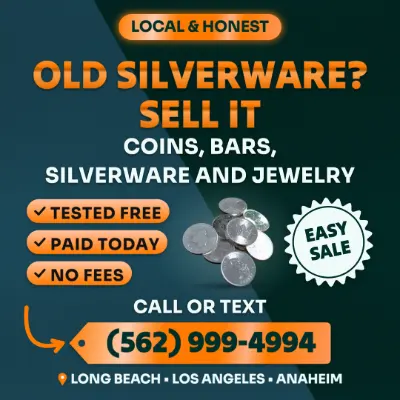 LOCAL & HONEST
OLD SILVERWARE?
SELL IT
COINS, BARS,
SILVERWARE AND JEWELRY
✓ TESTED FREE
✓ PAID TODAY
✓ NO FEES
EASY
SALE
CALL OR TEXT
(562) 999-4994
LONG BEACH • LOS ANGELES • ANAHEIM